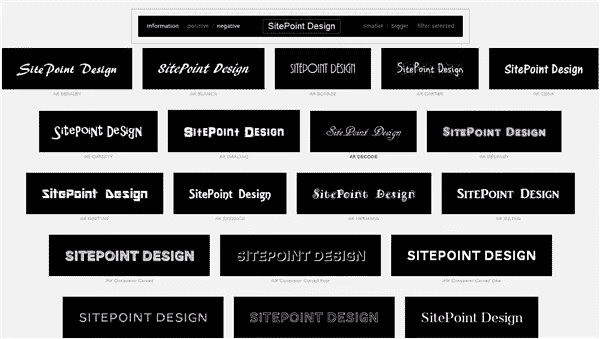 information positive / negative SitePoint Design smaller / bigger filter selected
SitePoint Design SitePoint Design SITEPOINT DESIGN SitePoint Design SitePoint Design
AR BERKLEY AR BLANCA AR BONNIE AR CARTER AR CENA
SitePoint Design SitePoint Design SitePoint Design SitePoint Design
AR CHRISTY AR DARLING AR DECODE AR DELANEY
SitePoint Design SitePoint Design SitePoint Design SitePoint Design
AR DESTINE AR ESSENCE AR HERMANN AR JULIAN
SITEPOINT DESIGN SITEPOINT DESIGN SITEPOINT DESIGN
SITEPOINT DESIGN SITEPOINT DESIGN SitePoint Design